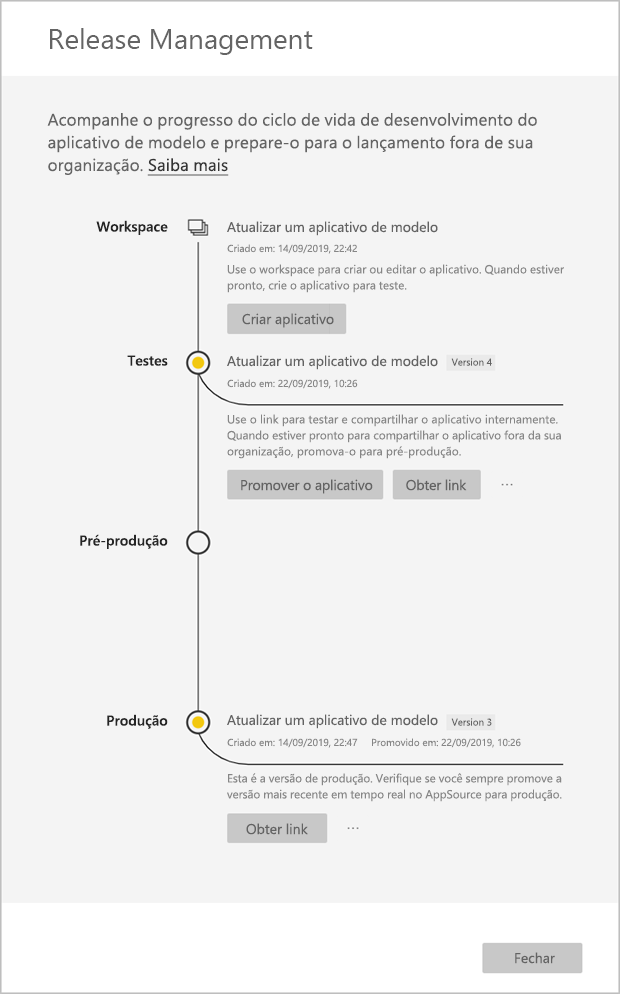 Release Management
Acompanhe o progresso do ciclo de vida de desenvolvimento do
aplicativo de modelo e prepare-o para o lançamento fora de sua
organização. Saiba mais
Workspace
Atualizar um aplicativo de modelo
Criado em: 14/09/2019, 22:42
Use o workspace para criar ou editar o aplicativo. Quando estiver
pronto, crie o aplicativo para teste.
Criar aplicativo
Testes
Atualizar um aplicativo de modelo Version 4
Criado em: 22/09/2019, 10:26
Use o link para testar e compartilhar o aplicativo internamente.
Quando estiver pronto para compartilhar o aplicativo fora da sua
organização, promova-o para pré-produção.
Promover o aplicativo Obter link ...
Pré-produção
Produção
Atualizar um aplicativo de modelo Version 3
Criado em: 14/09/2019, 22:47 Promovido em: 22/09/2019, 10:26
Esta é a versão de produção. Verifique se você sempre promove a
versão mais recente em tempo real no AppSource para produção.
Obter link ...
Fechar